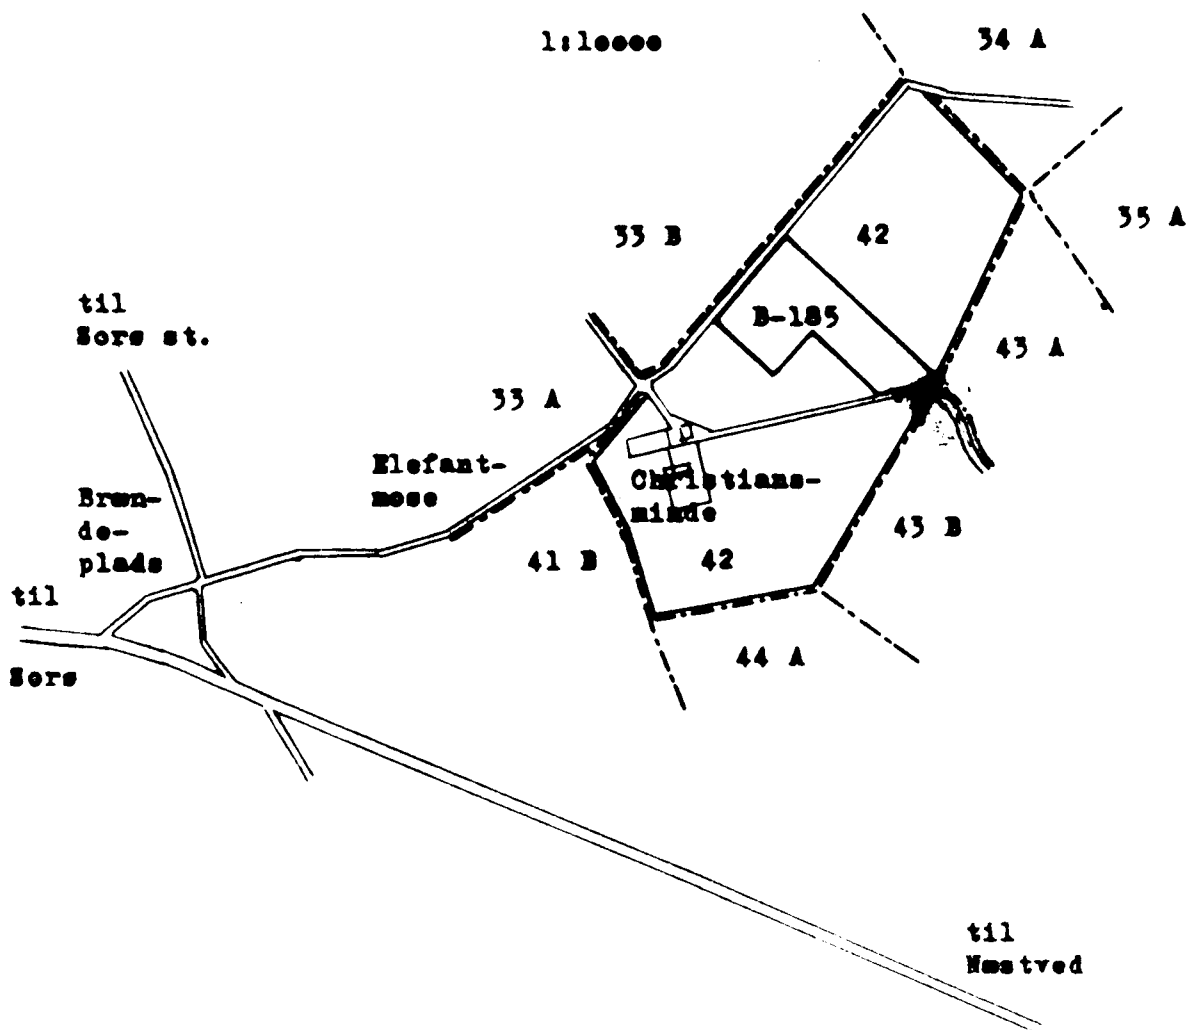 1:10000
34 A
35 A
33 B
42
B-185
til
Sorø st.
43 A
33 A
Elefant-
mose
Christians-
minde
Brøn-
de-
plads
43 B
41 B
42
til
Sorø
44 A
til
Næstved